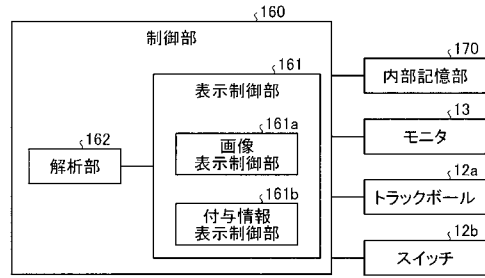 160
制御部
161
表示制御部
161a
画像
表示制御部
162
解析部
161b
付与情報
表示制御部
170
内部記憶部
13
モニタ
12a
トラックボール
12b
スイッチ